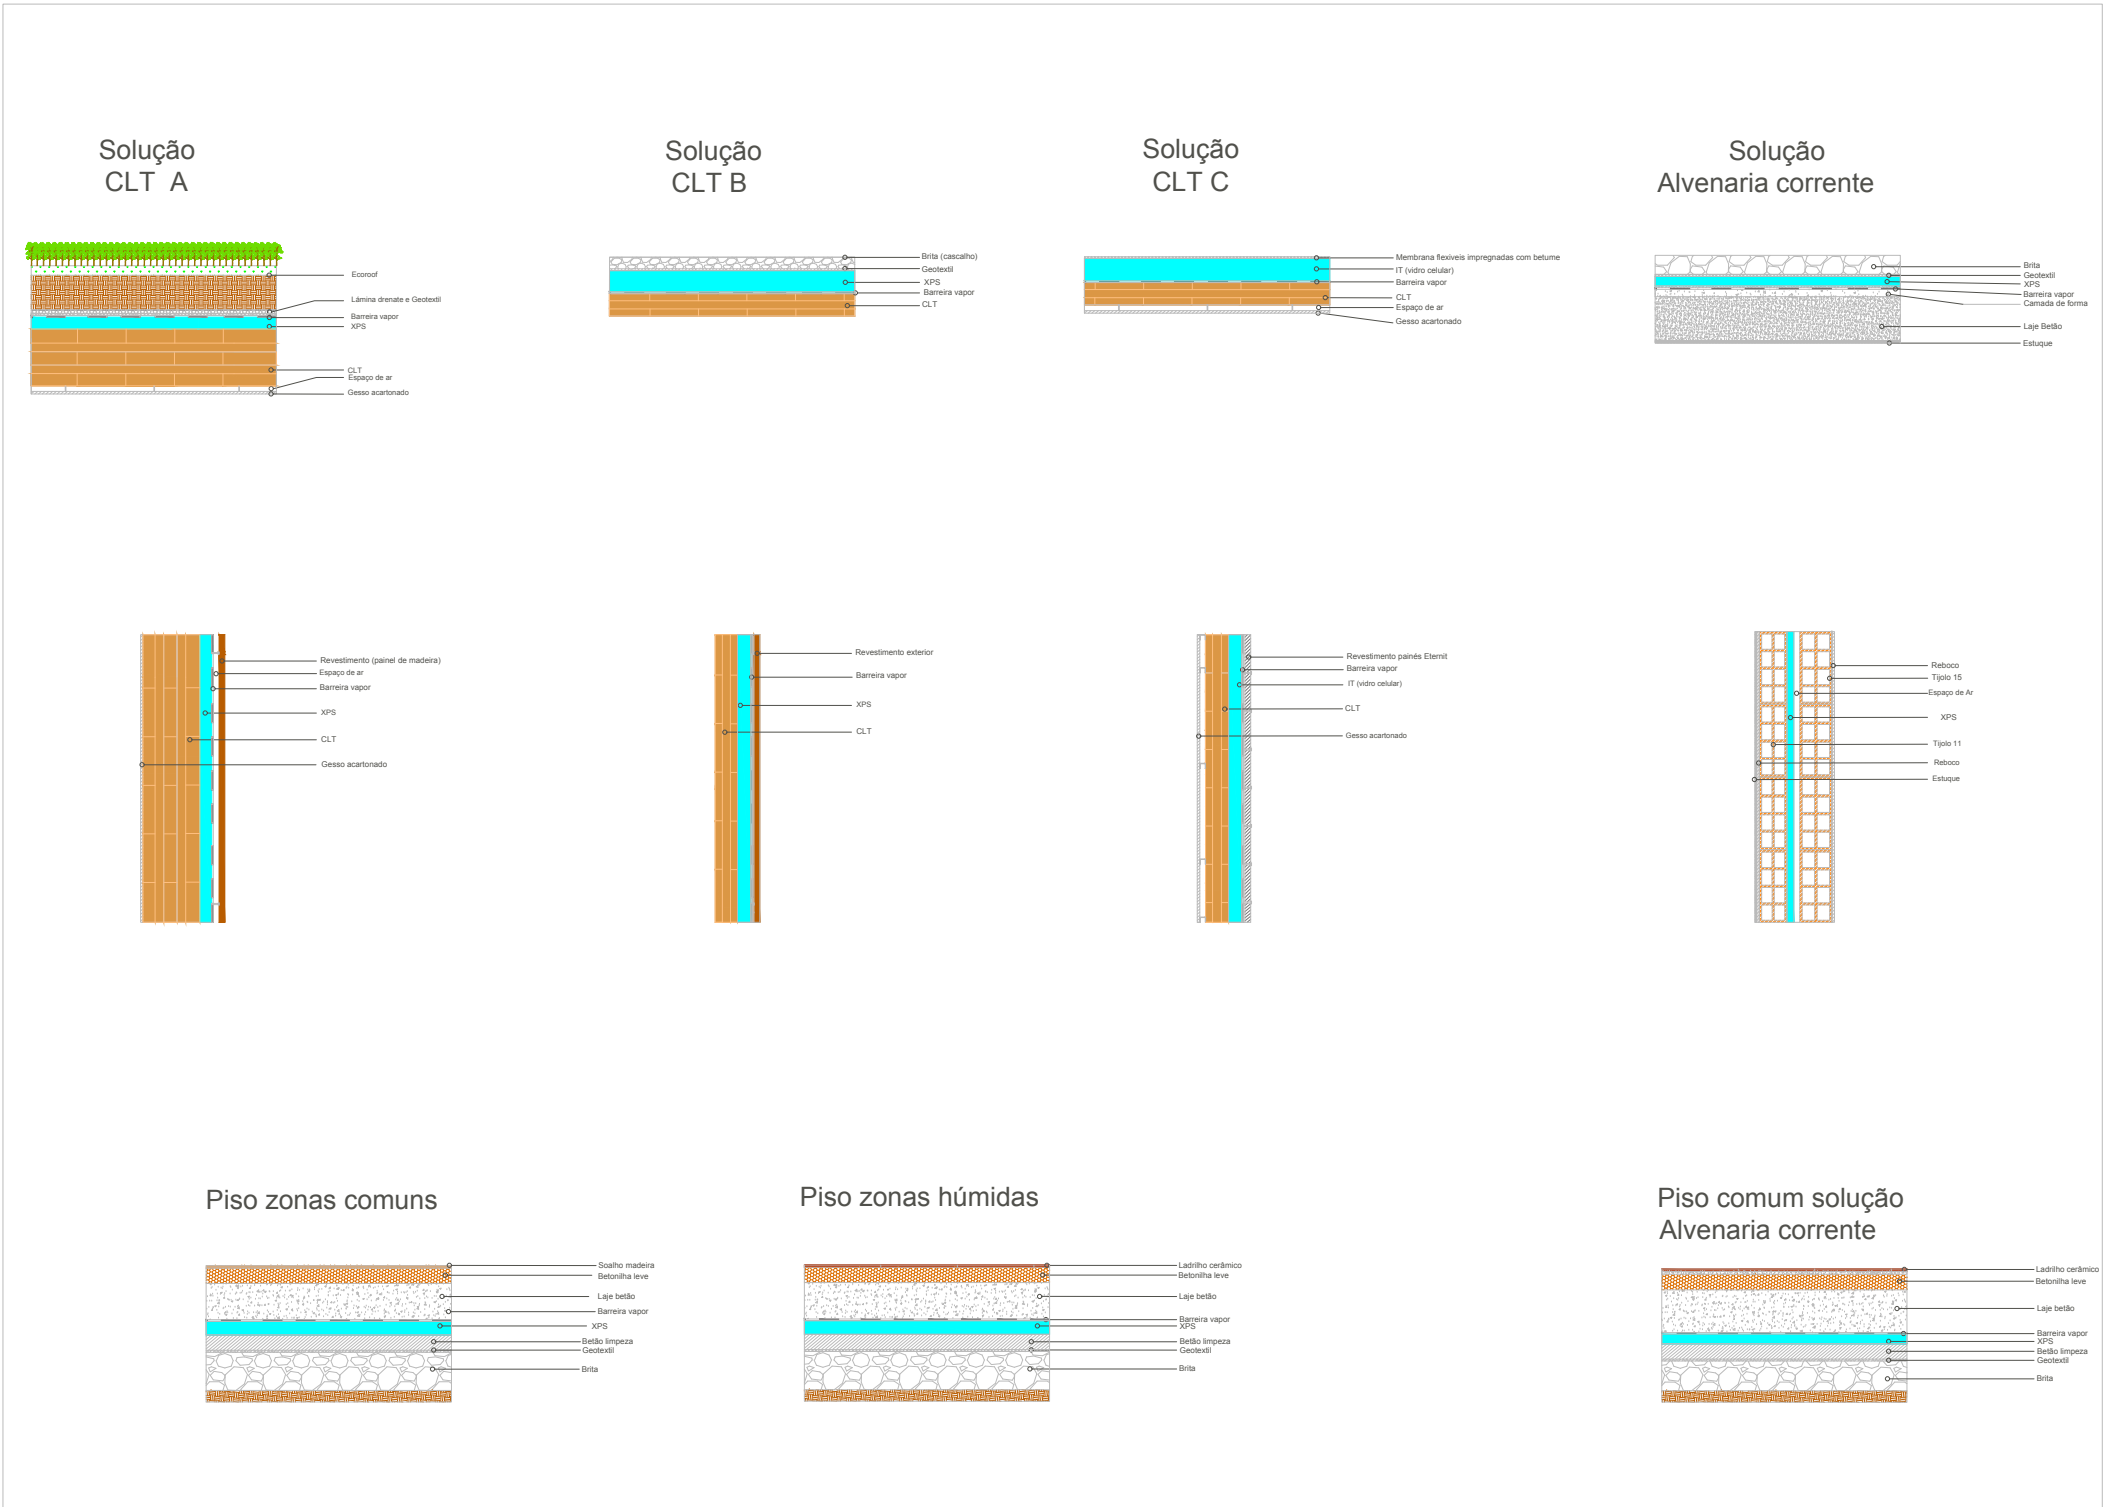 Solução
CLT A
Ecoroof
Lâmina drenate e Geotextil
Barreira vapor
XPS
CLT
Espaço de ar
Gesso acartonado
Solução
CLT B
Brita (cascalho)
Geotextil
XPS
Barreira vapor
CLT
Solução
CLT C
Membrana flexiveis impregnadas com betume
IT (vidro celular)
Barreira vapor
CLT
Espaço de ar
Gesso acartonado
Solução
Alvenaria corrente
Brita
Geotextil
XPS
Barreira vapor
Camada de forma
Laje Betão
Estuque
Revestimento (painel de madeira)
Espaço de ar
Barreira vapor
XPS
CLT
Gesso acartonado
Revestimento exterior
Barreira vapor
XPS
CLT
Revestimento painés Eternit
Barreira vapor
IT (vidro celular)
CLT
Gesso acartonado
Reboco
Tijolo 15
Espaço de Ar
XPS
Tijolo 11
Reboco
Estuque
Piso zonas comuns
Soalho madeira
Betonilha leve
Laje betão
Barreira vapor
XPS
Betão limpeza
Geotextil
Brita
Piso zonas húmidas
Ladrilho cerâmico
Betonilha leve
Laje betão
Barreira vapor
XPS
Betão limpeza
Geotextil
Brita
Piso comum solução
Alvenaria corrente
Ladrilho cerâmico
Betonilha leve
Laje betão
Barreira vapor
XPS
Betão limpeza
Geotextil
Brita